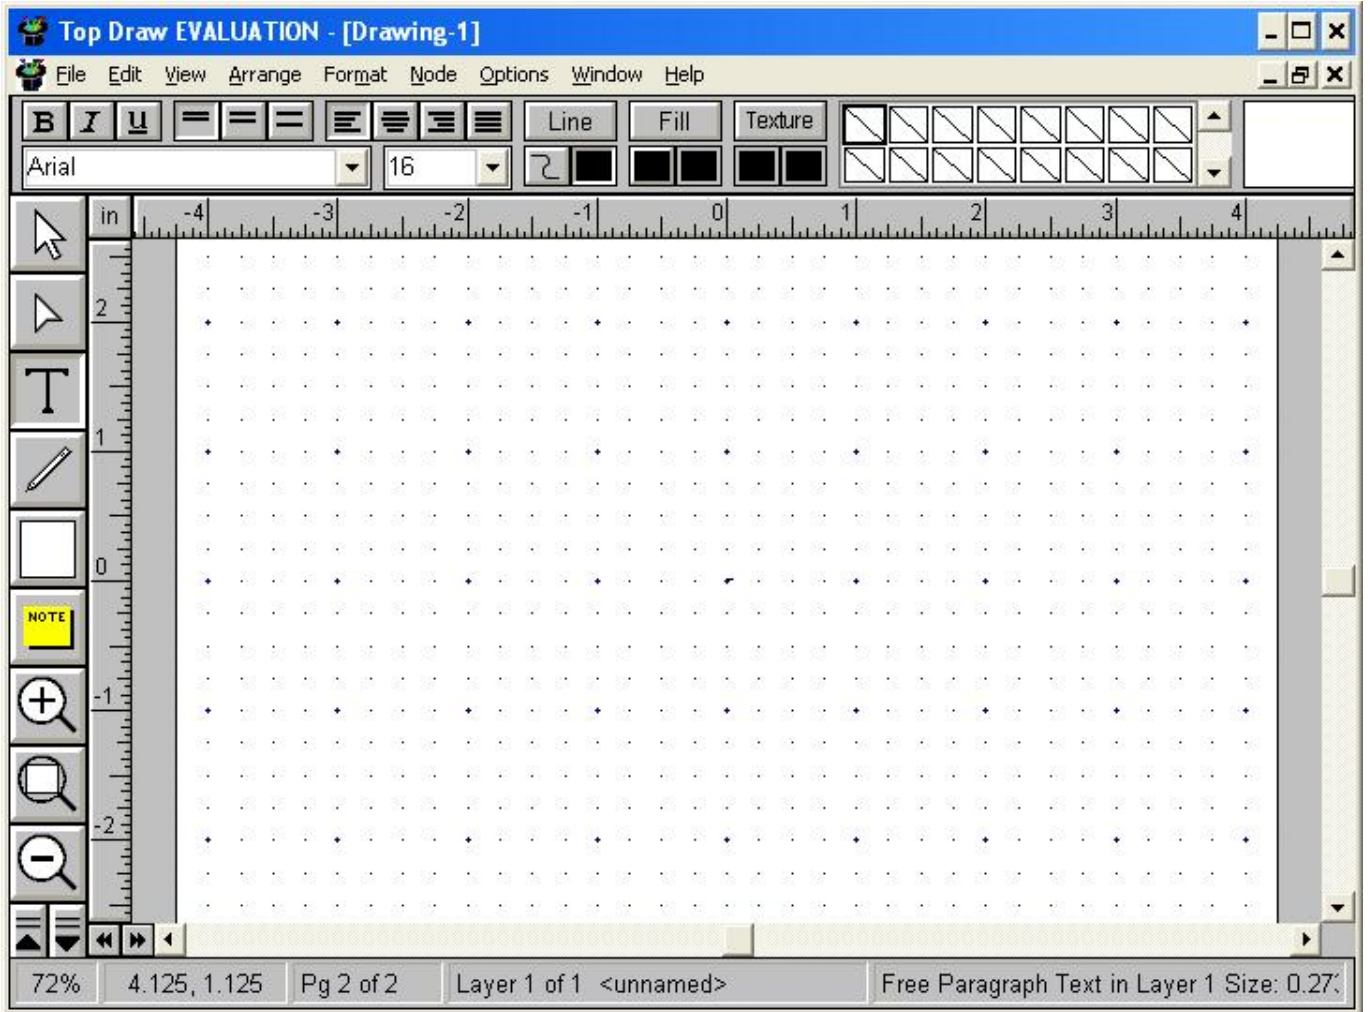 Top Draw EVALUATION - [Drawing-1]
File Edit View Arrange Format Node Options Window Help
B I U Line Fill Texture
Arial 16
in -4 -3 -2 -1 0 1 2 3 4
2
1
0
NOTE
-1
-2
72% 4.125, 1.125 Pg 2 of 2 Layer 1 of 1 <unnamed> Free Paragraph Text in Layer 1 Size: 0.27